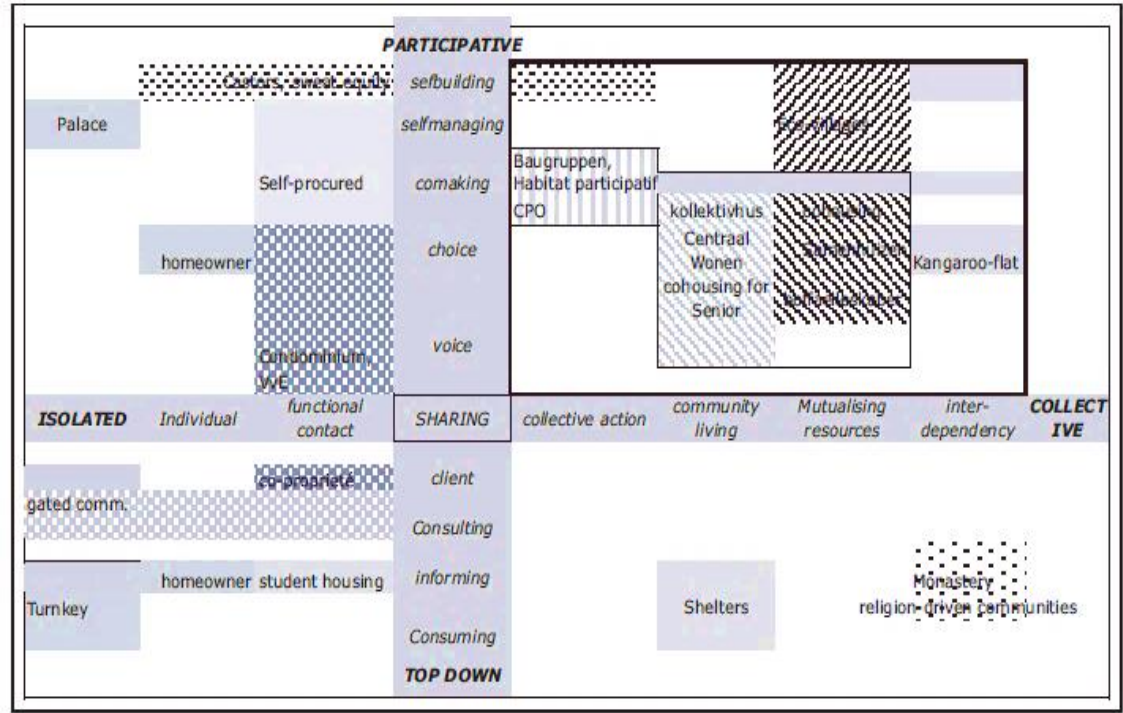 PARTICIPATIVE
Castors, sweat equity
sefbuilding
Palace
selfmanaging
Eco-villages
Self-procured
comaking
Baugruppen,
Habitat participatif
CPO
kollektivhus
cohousing
homeowner
choice
Centraal
Wonen
cohousing for
Senior
Kangaroo-flat
Condominium,
VvE
voice
ISOLATED
Individual
functional
contact
SHARING
collective action
community
living
Mutualising
resources
inter-
dependency
COLLECT
IVE
co-proprieté
client
gated comm.
Consulting
homeowner
student housing
informing
Turnkey
Shelters
Monastery
religion-driven communities
Consuming
TOP DOWN